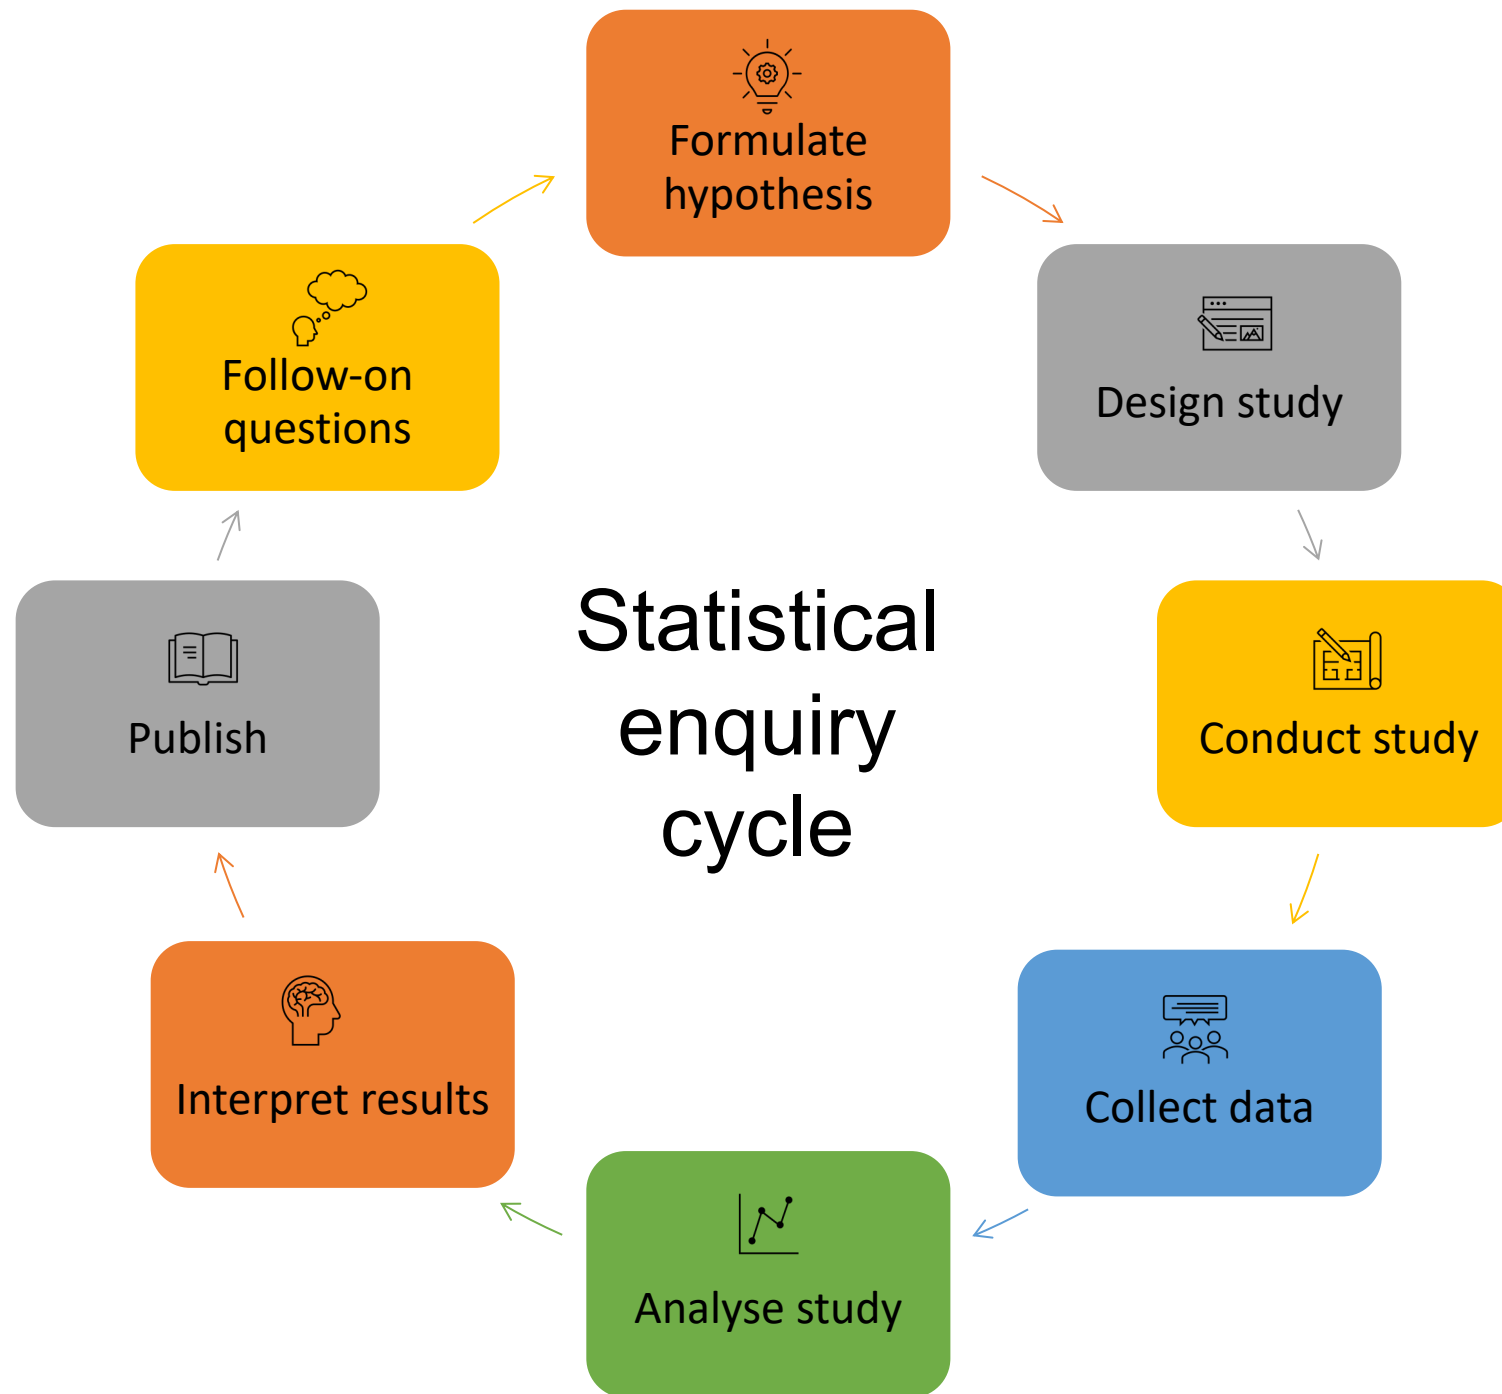 Formulate
hypothesis
Design study
Conduct study
Collect data
Analyse study
Interpret results
Publish
Follow-on
questions
Statistical
enquiry
cycle